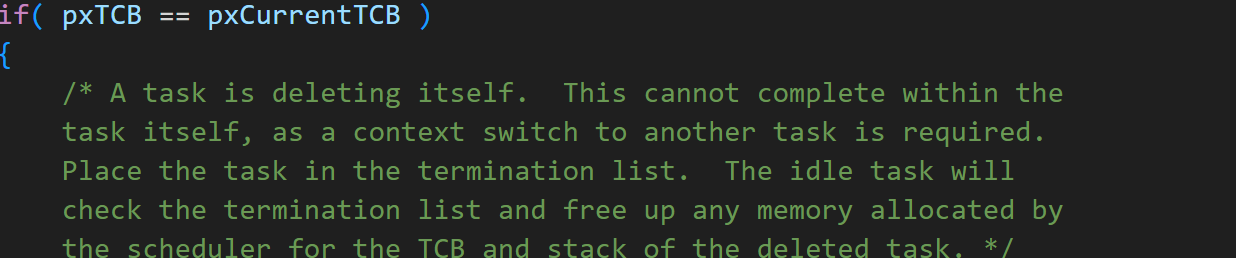 if( pxTCB == pxCurrentTCB )
{
/* A task is deleting itself.  This cannot complete within the
task itself, as a context switch to another task is required.
Place the task in the termination list.  The idle task will
check the termination list and free up any memory allocated by
the scheduler for the TCB and stack of the deleted task. */